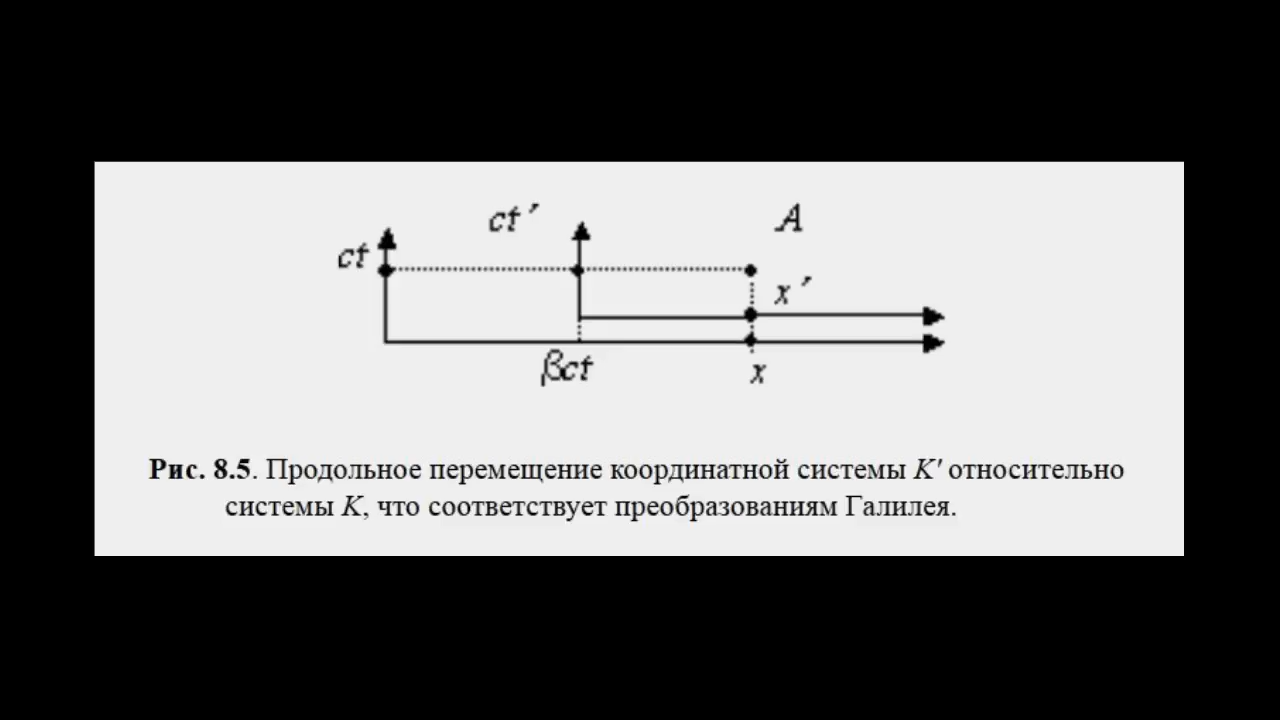 ct′ A
ct
x′
βct x
Рис. 8.5. Продольное перемещение координатной системы K′ относительно
системы K, что соответствует преобразованиям Галилея.